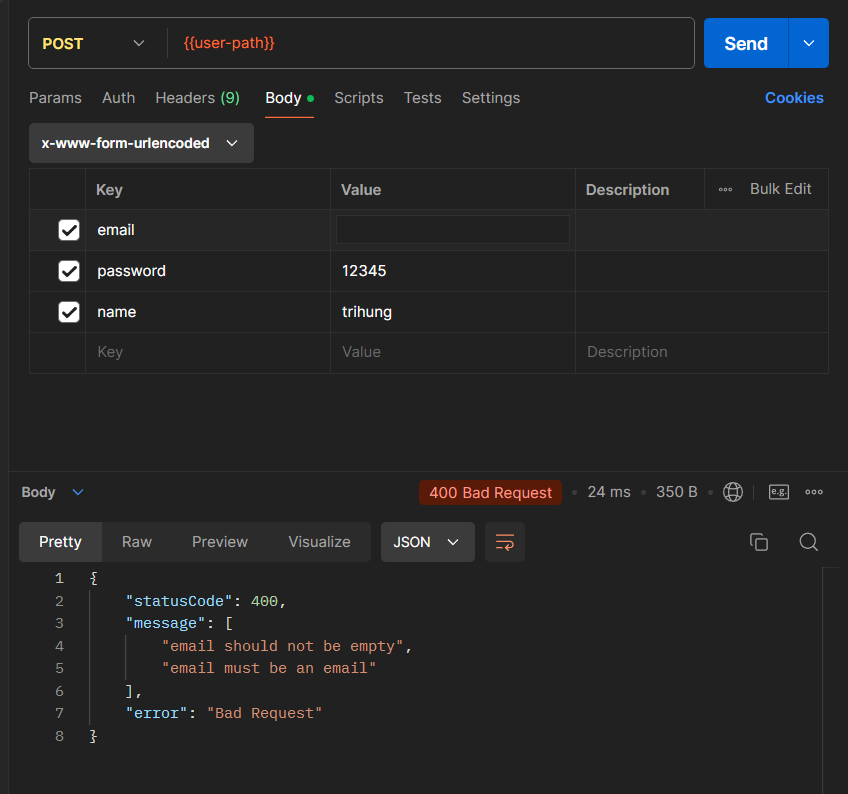 POST {{user-path}} Send
Params Auth Headers (9) Body Scripts Tests Settings Cookies
x-www-form-urlencoded
Key Value Description Bulk Edit
email
password 12345
name trihung
Key Value Description
Body 400 Bad Request 24 ms 350 B e.g.
Pretty Raw Preview Visualize JSON
1 {
2 "statusCode": 400,
3 "message": [
4 "email should not be empty",
5 "email must be an email"
6 ],
7 "error": "Bad Request"
8 }